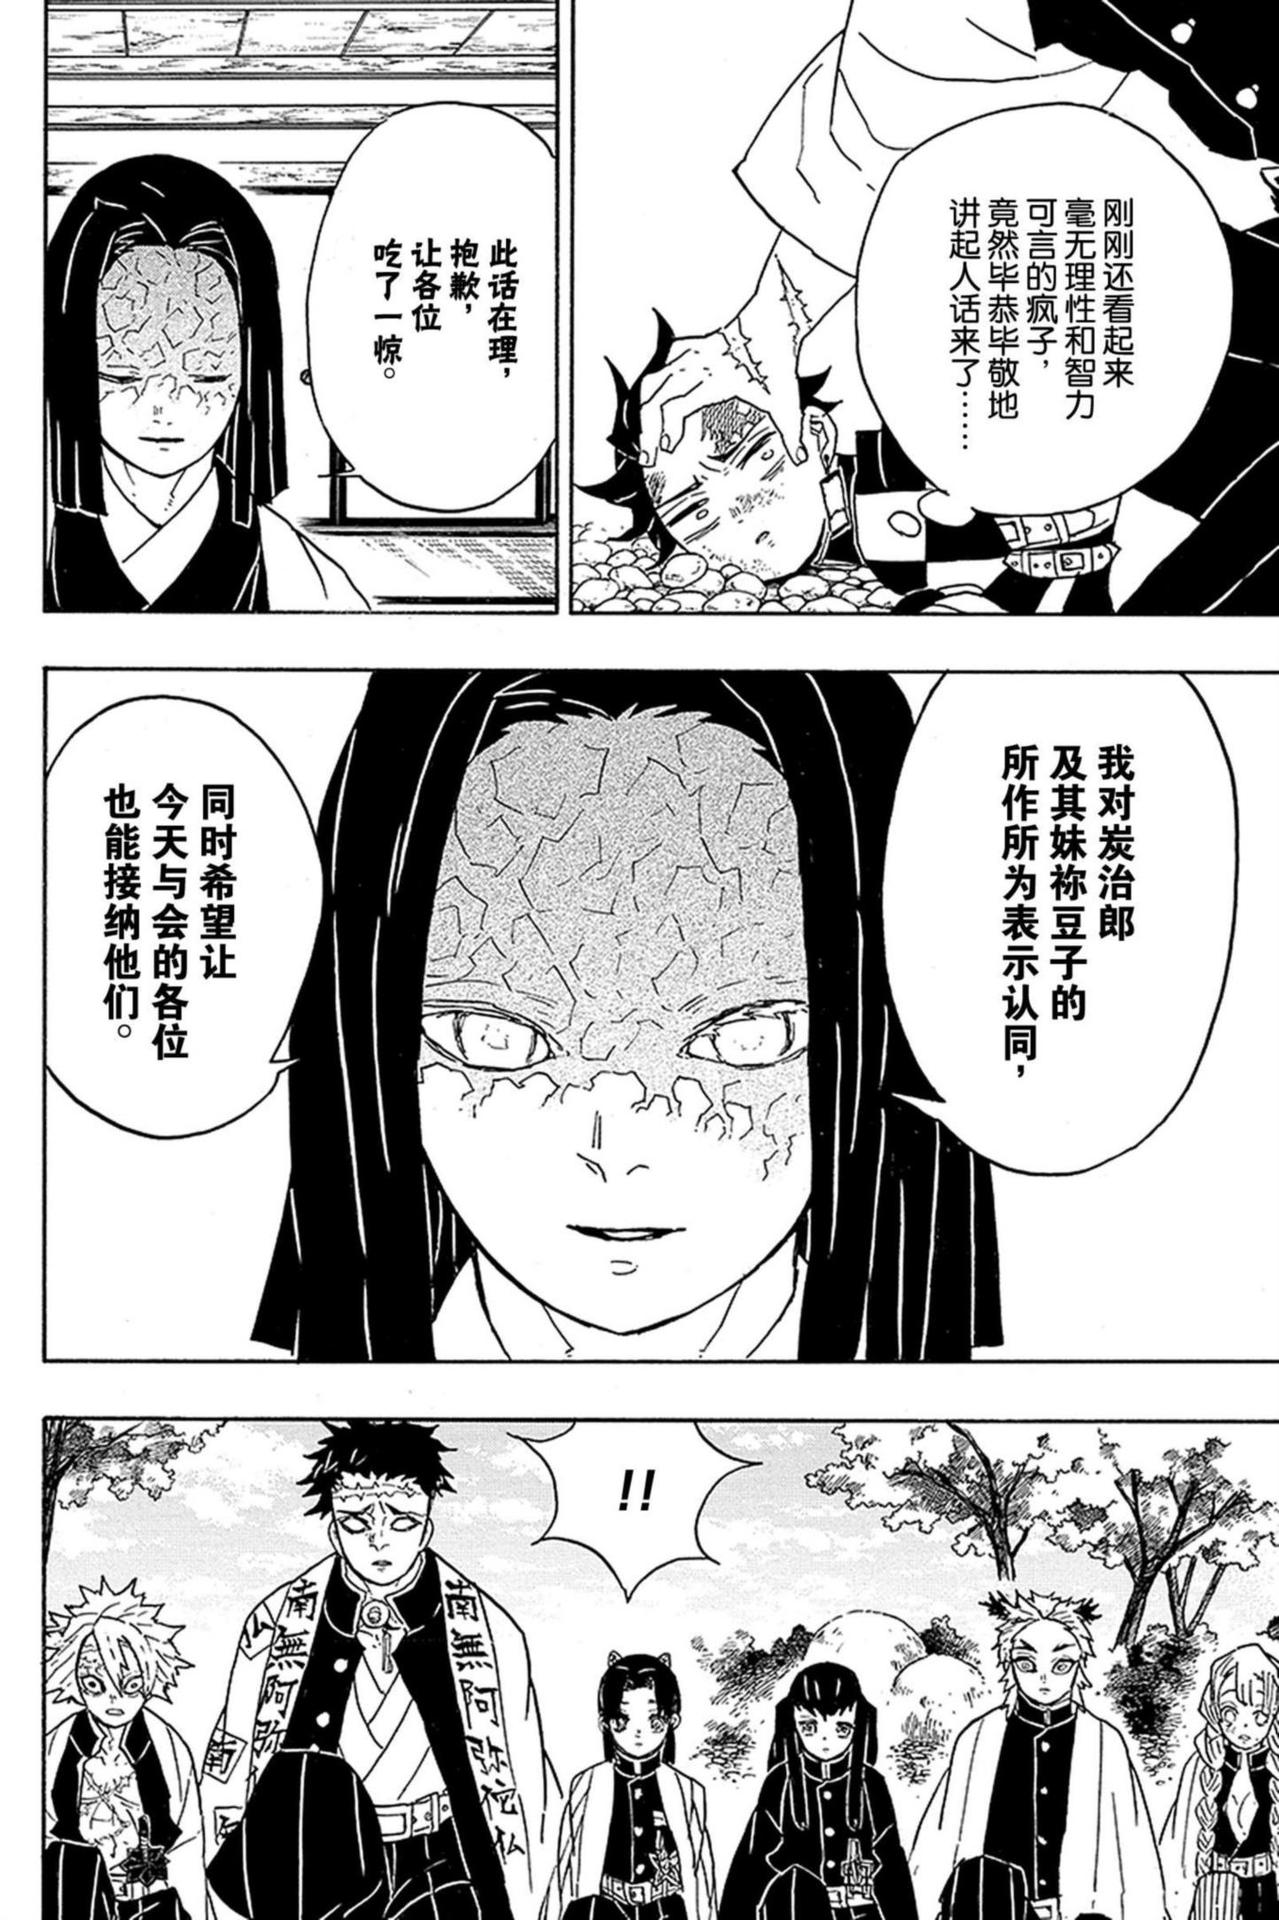 刚刚还看起来
毫无理性和智力
可言的疯子，
竟然毕恭毕敬地
讲起人话来了……
此话在理，
抱歉，
让各位
吃了一惊。
我对炭治郎
及其妹祢豆子的
所作所为表示认同，
同时希望让
今天与会的各位
也能接纳他们。
!!
南無阿弥
仏
南
南無阿弥陀仏